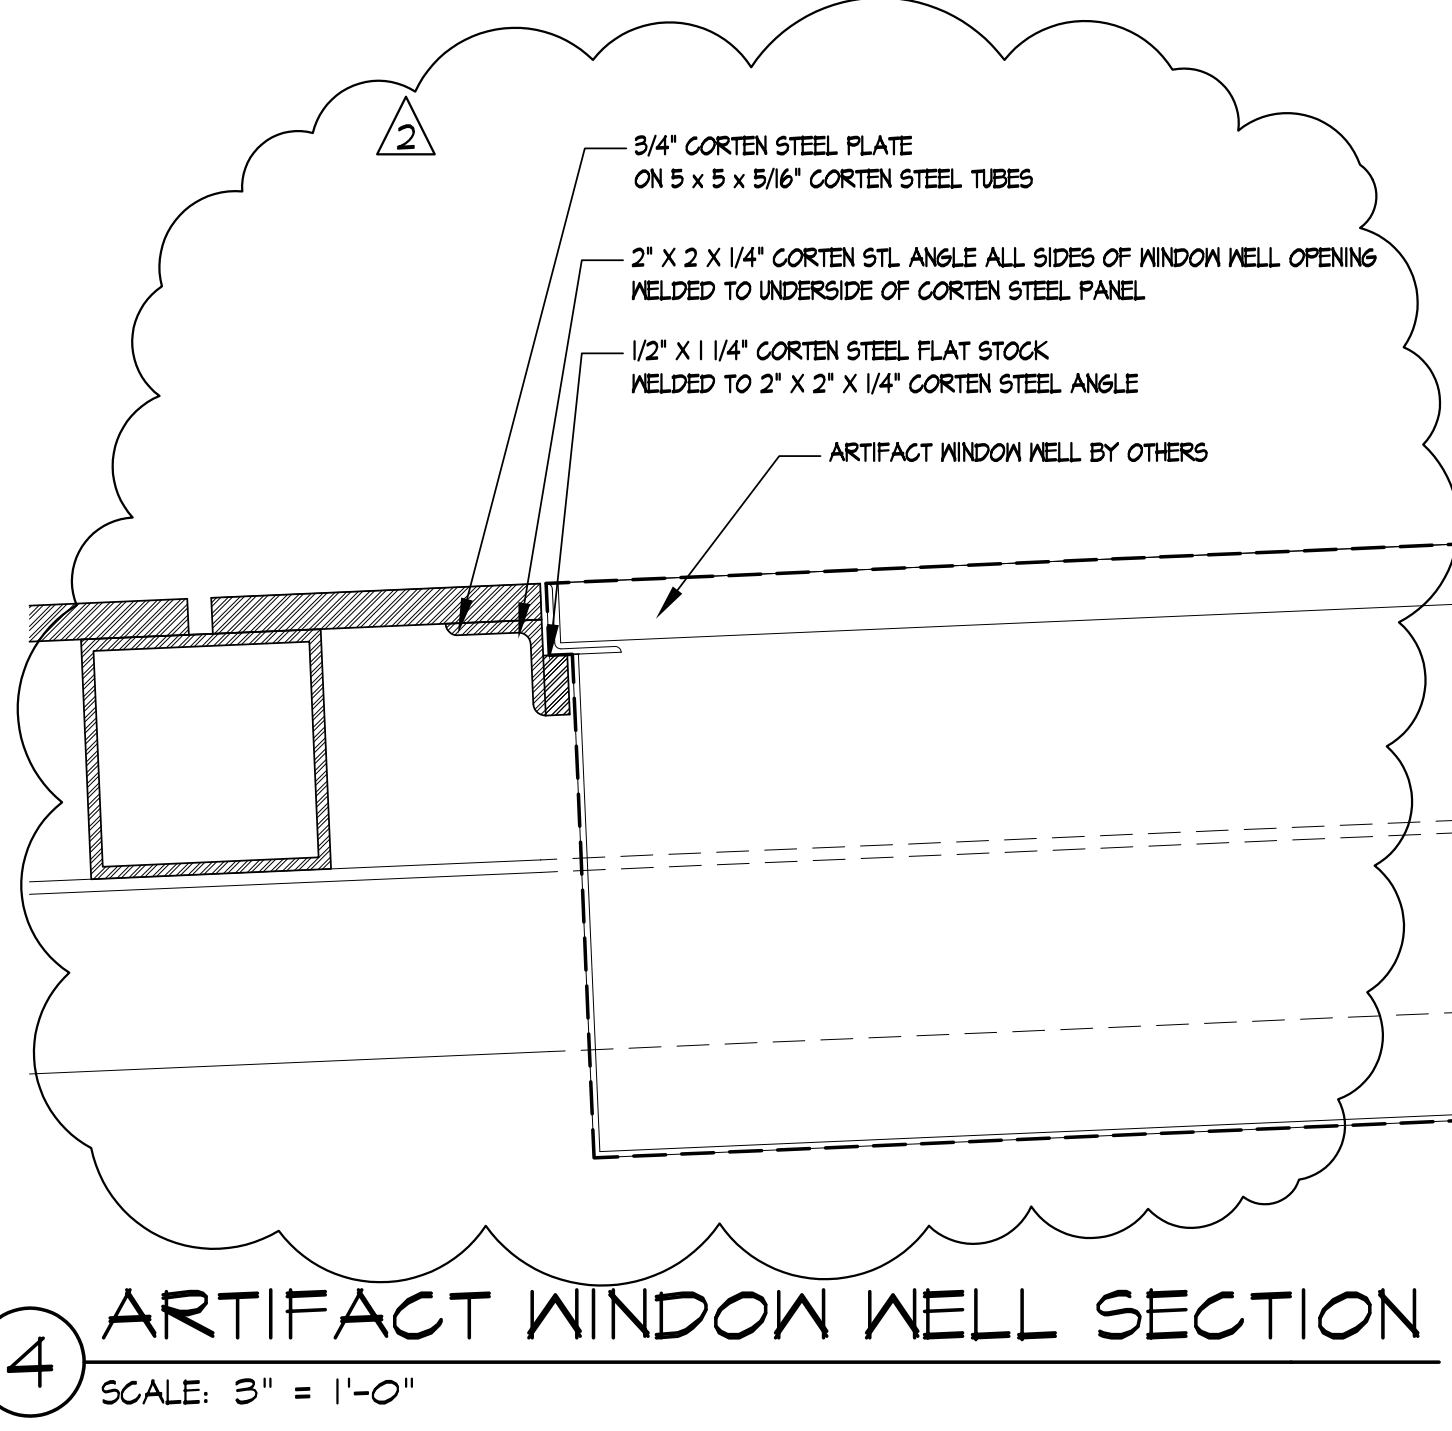 2
3/4" CORTEN STEEL PLATE
ON 5 x 5 x 5/16" CORTEN STEEL TUBES
2" X 2 X 1/4" CORTEN STL ANGLE ALL SIDES OF WINDOW WELL OPENING
WELDED TO UNDERSIDE OF CORTEN STEEL PANEL
1/2" X 1 1/4" CORTEN STEEL FLAT STOCK
WELDED TO 2" X 2" X 1/4" CORTEN STEEL ANGLE
ARTIFACT WINDOW WELL BY OTHERS
4
ARTIFACT WINDOW WELL SECTION
SCALE: 3" = 1'-0"